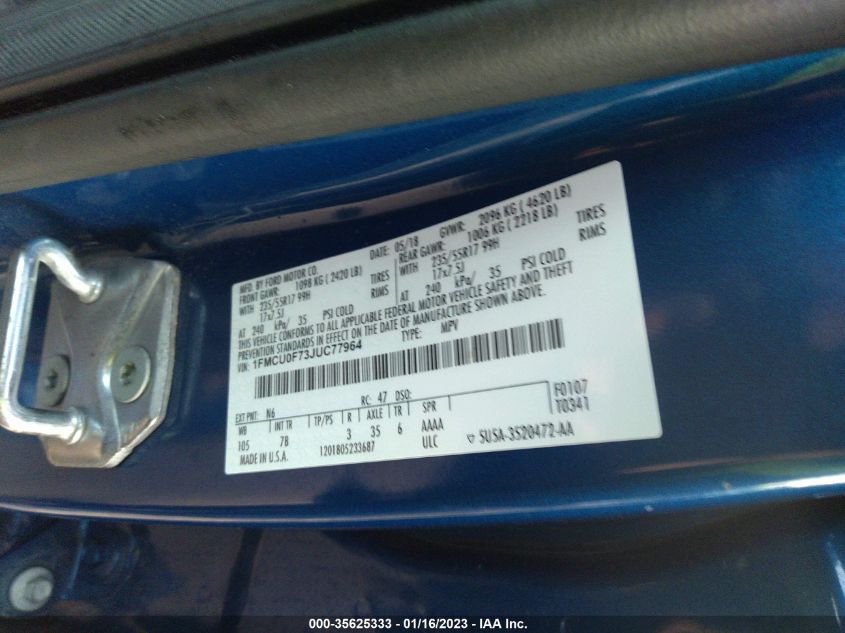 MFD. BY FORD MOTOR CO.
DATE: 05/18 GVWR: 2096 KG ( 4620 LB)
FRONT GAWR: 1098 KG ( 2420 LB) REAR GAWR: 1006 KG ( 2218 LB)
WITH 235/55R17 99H TIRES WITH 235/55R17 99H TIRES
17x7.5J RIMS 17x7.5J RIMS
AT 240 kPa/ 35 PSI COLD AT 240 kPa/ 35 PSI COLD
THIS VEHICLE CONFORMS TO ALL APPLICABLE FEDERAL MOTOR VEHICLE SAFETY AND THEFT
PREVENTION STANDARDS IN EFFECT ON THE DATE OF MANUFACTURE SHOWN ABOVE.
1FMCU0F73JUC77964 TYPE: MPV
EXT PNT: N6 RC: 47 DSO: F0107
WB INT TR TP/PS R AXLE TR SPR T0341
105 7B 3 35 6 AAAA
MADE IN U.S.A. 1201805233687 ULC 5U5A-3520472-AA
000-35625333 - 01/16/2023 - IAA Inc.